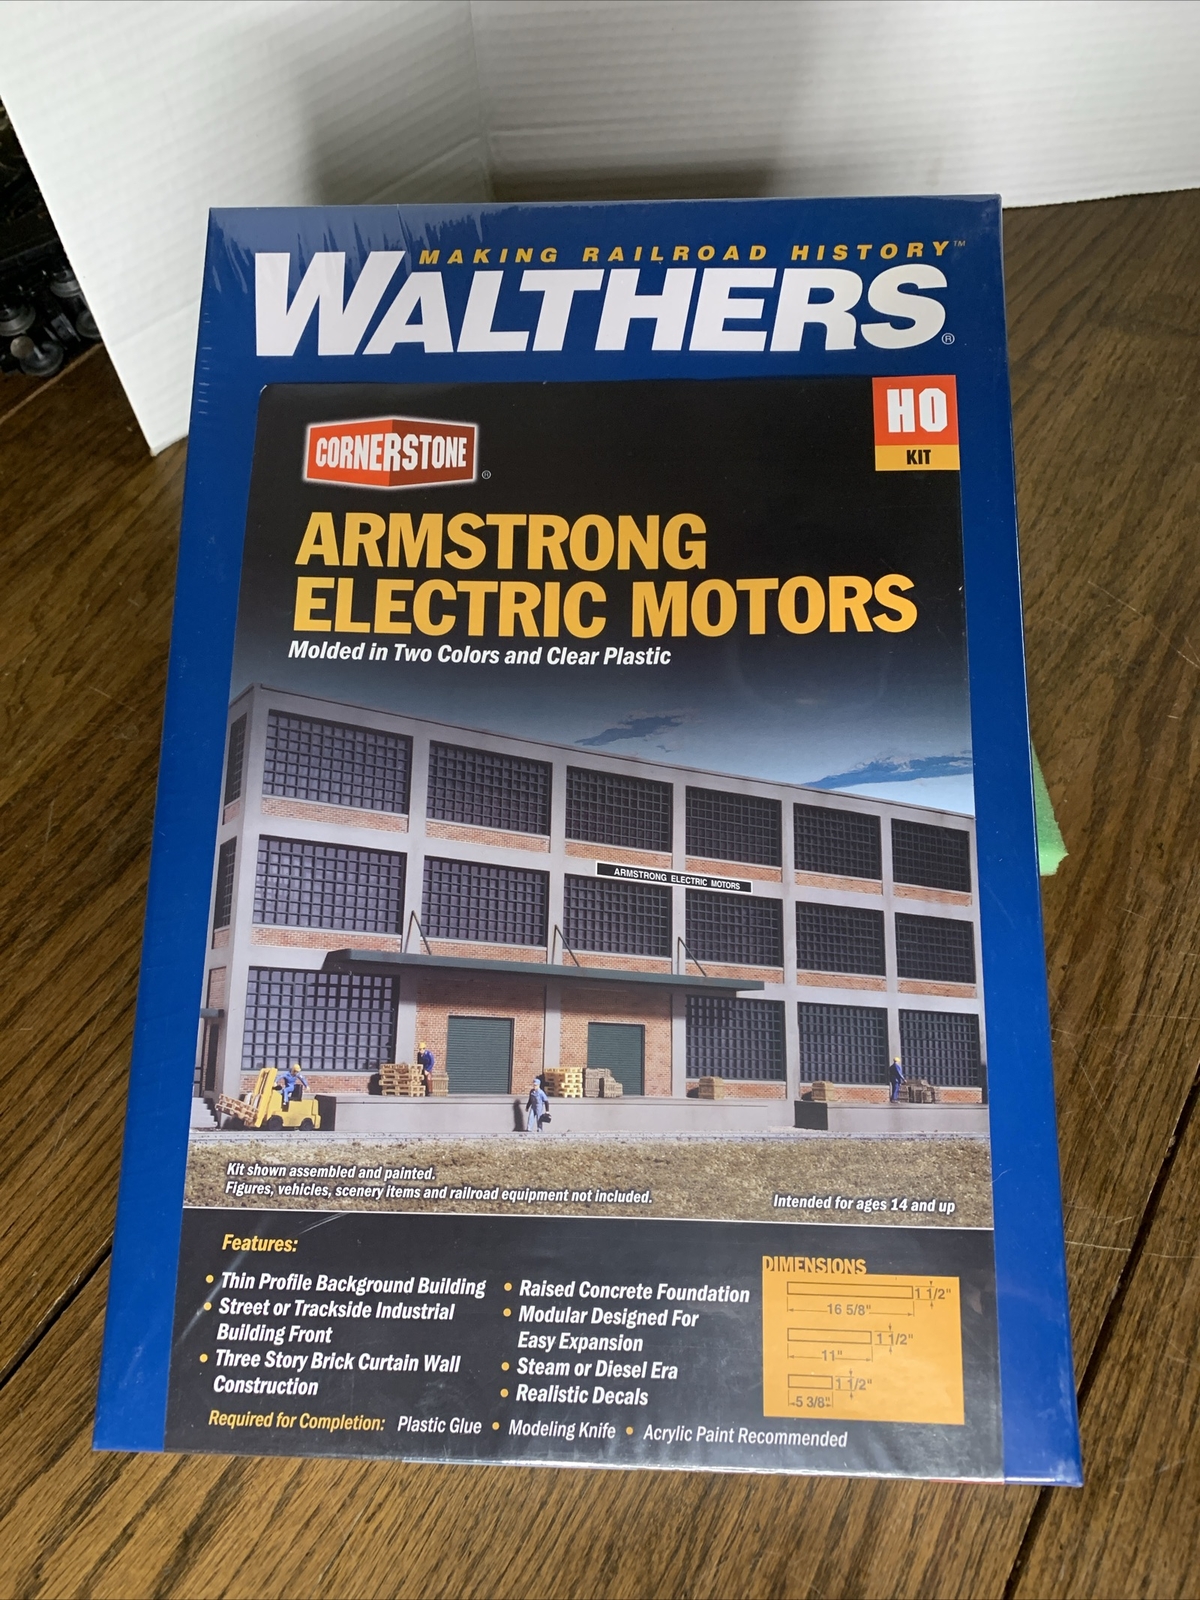 MAKING RAILROAD HISTORY™
WALTHERS®
HO
KIT
CORNERSTONE®
ARMSTRONG
ELECTRIC MOTORS
Molded in Two Colors and Clear Plastic
ARMSTRONG ELECTRIC MOTORS
Kit shown assembled and painted.
Figures, vehicles, scenery items and railroad equipment not included.
Intended for ages 14 and up
Features:
• Thin Profile Background Building
• Street or Trackside Industrial
Building Front
• Three Story Brick Curtain Wall
Construction
• Raised Concrete Foundation
• Modular Designed For
Easy Expansion
• Steam or Diesel Era
• Realistic Decals
DIMENSIONS
1 1/2"
16 5/8"
1 1/2"
11"
1 1/2"
5 3/8"
Required for Completion: Plastic Glue • Modeling Knife • Acrylic Paint Recommended